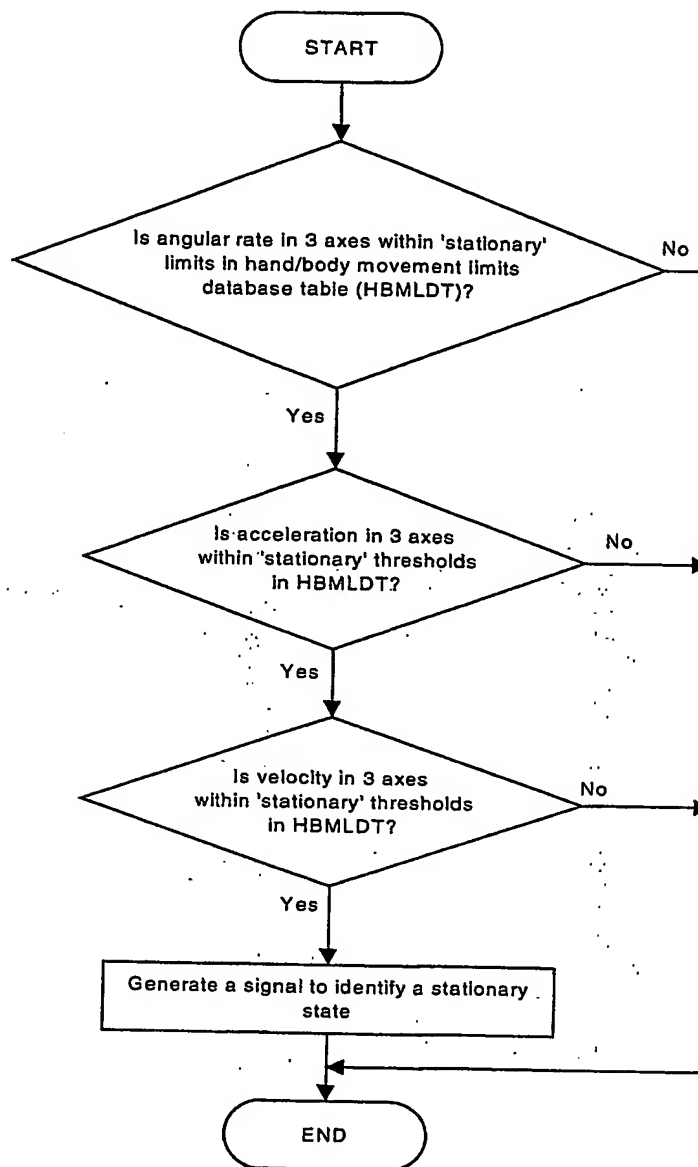 START
Is angular rate in 3 axes within 'stationary'
limits in hand/body movement limits
database table (HBMLDT)?
No
Yes
Is acceleration in 3 axes
within 'stationary' thresholds
in HBMLDT?
No
Yes
Is velocity in 3 axes
within 'stationary' thresholds
in HBMLDT?
No
Yes
Generate a signal to identify a stationary
state
END